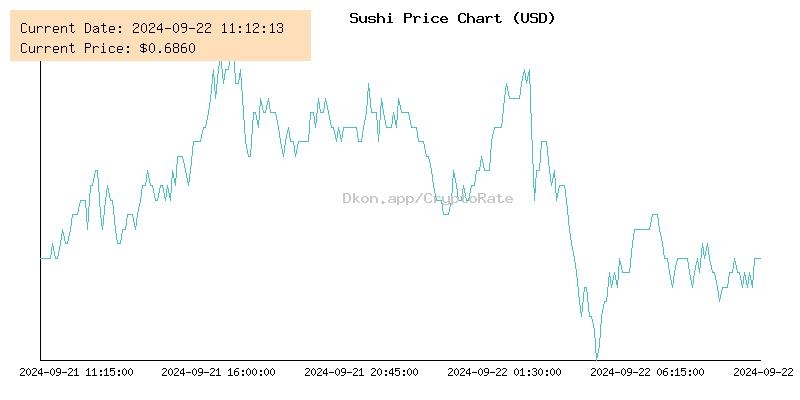 Sushi Price Chart (USD)
Current Date: 2024-09-22 11:12:13
Current Price: $0.6860
Dkon.app/CryptoRate
2024-09-21 11:15:00 2024-09-21 16:00:00 2024-09-21 20:45:00 2024-09-22 01:30:00 2024-09-22 06:15:00 2024-09-22